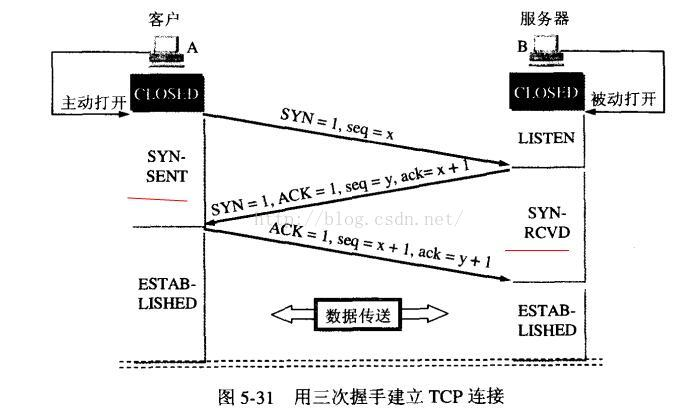 客户
服务器
A
B
主动打开
CLOSED
CLOSED
被动打开
SYN = 1, seq = x
LISTEN
SYN-
SENT
SYN = 1, ACK = 1, seq = y, ack= x + 1
http://blog.csdn.net/
SYN-
RCVD
ACK = 1, seq = x + 1, ack = y + 1
ESTAB-
LISHED
数据传送
ESTAB-
LISHED
图 5-31 用三次握手建立 TCP 连接